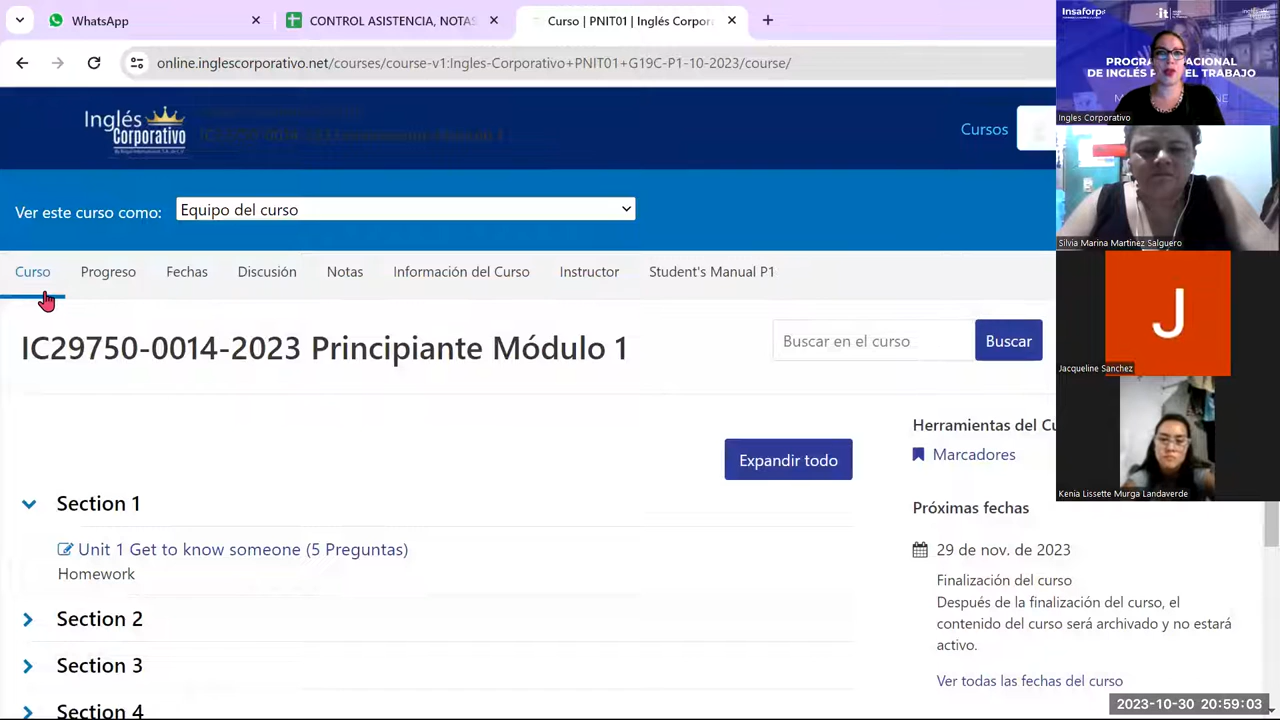 WhatsApp
CONTROL ASISTENCIA, NOTAS
Curso | PNIT01 | Inglés Corpor
online.inglescorporativo.net/courses/course-v1:Inglés-Corporativo+PNIT01+G19C-P1-10-2023/course/
Inglés
Corporativo
Cursos
Ver este curso como:
Equipo del curso
Curso
Progreso
Fechas
Discusión
Notas
Información del Curso
Instructor
Student's Manual P1
IC29750-0014-2023 Principiante Módulo 1
Buscar en el curso
Buscar
Expandir todo
Section 1
Unit 1 Get to know someone (5 Preguntas)
Homework
Section 2
Section 3
Section 4
Herramientas del Cu
Marcadores
Próximas fechas
29 de nov. de 2023
Finalización del curso
Después de la finalización del curso, el
contenido del curso será archivado y no estará
activo.
Ver todas las fechas del curso
Insaforp
it
DE INGLÉS P EL TRABAJO
Ingles Corporativo
Silvia Marina Martinez Salguero
J
Jacqueline Sanchez
Kenia Lissette Murga Landaverde
2023-10-30 20:59:03